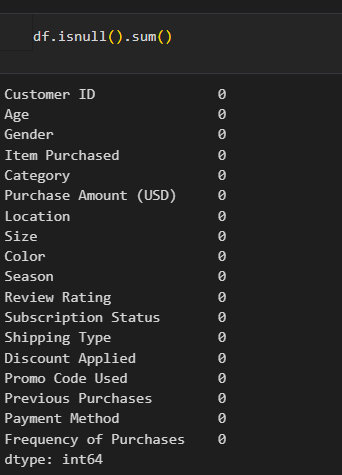 df.isnull().sum()
Customer ID 0
Age 0
Gender 0
Item Purchased 0
Category 0
Purchase Amount (USD) 0
Location 0
Size 0
Color 0
Season 0
Review Rating 0
Subscription Status 0
Shipping Type 0
Discount Applied 0
Promo Code Used 0
Previous Purchases 0
Payment Method 0
Frequency of Purchases 0
dtype: int64